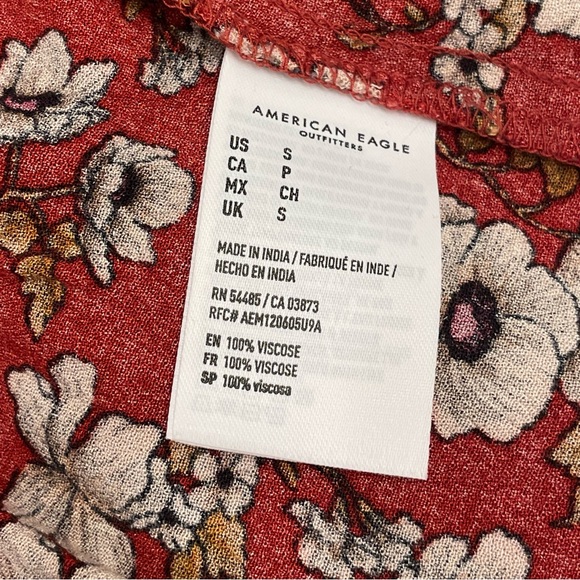 AMERICAN EAGLE
OUTFITTERS
US S
CA P
MX CH
UK S
MADE IN INDIA / FABRIQUÉ EN INDE /
HECHO EN INDIA
RN 54485 / CA 03873
RFC# AEM120605U9A
EN 100% VISCOSE
FR 100% VISCOSE
SP 100% viscosa